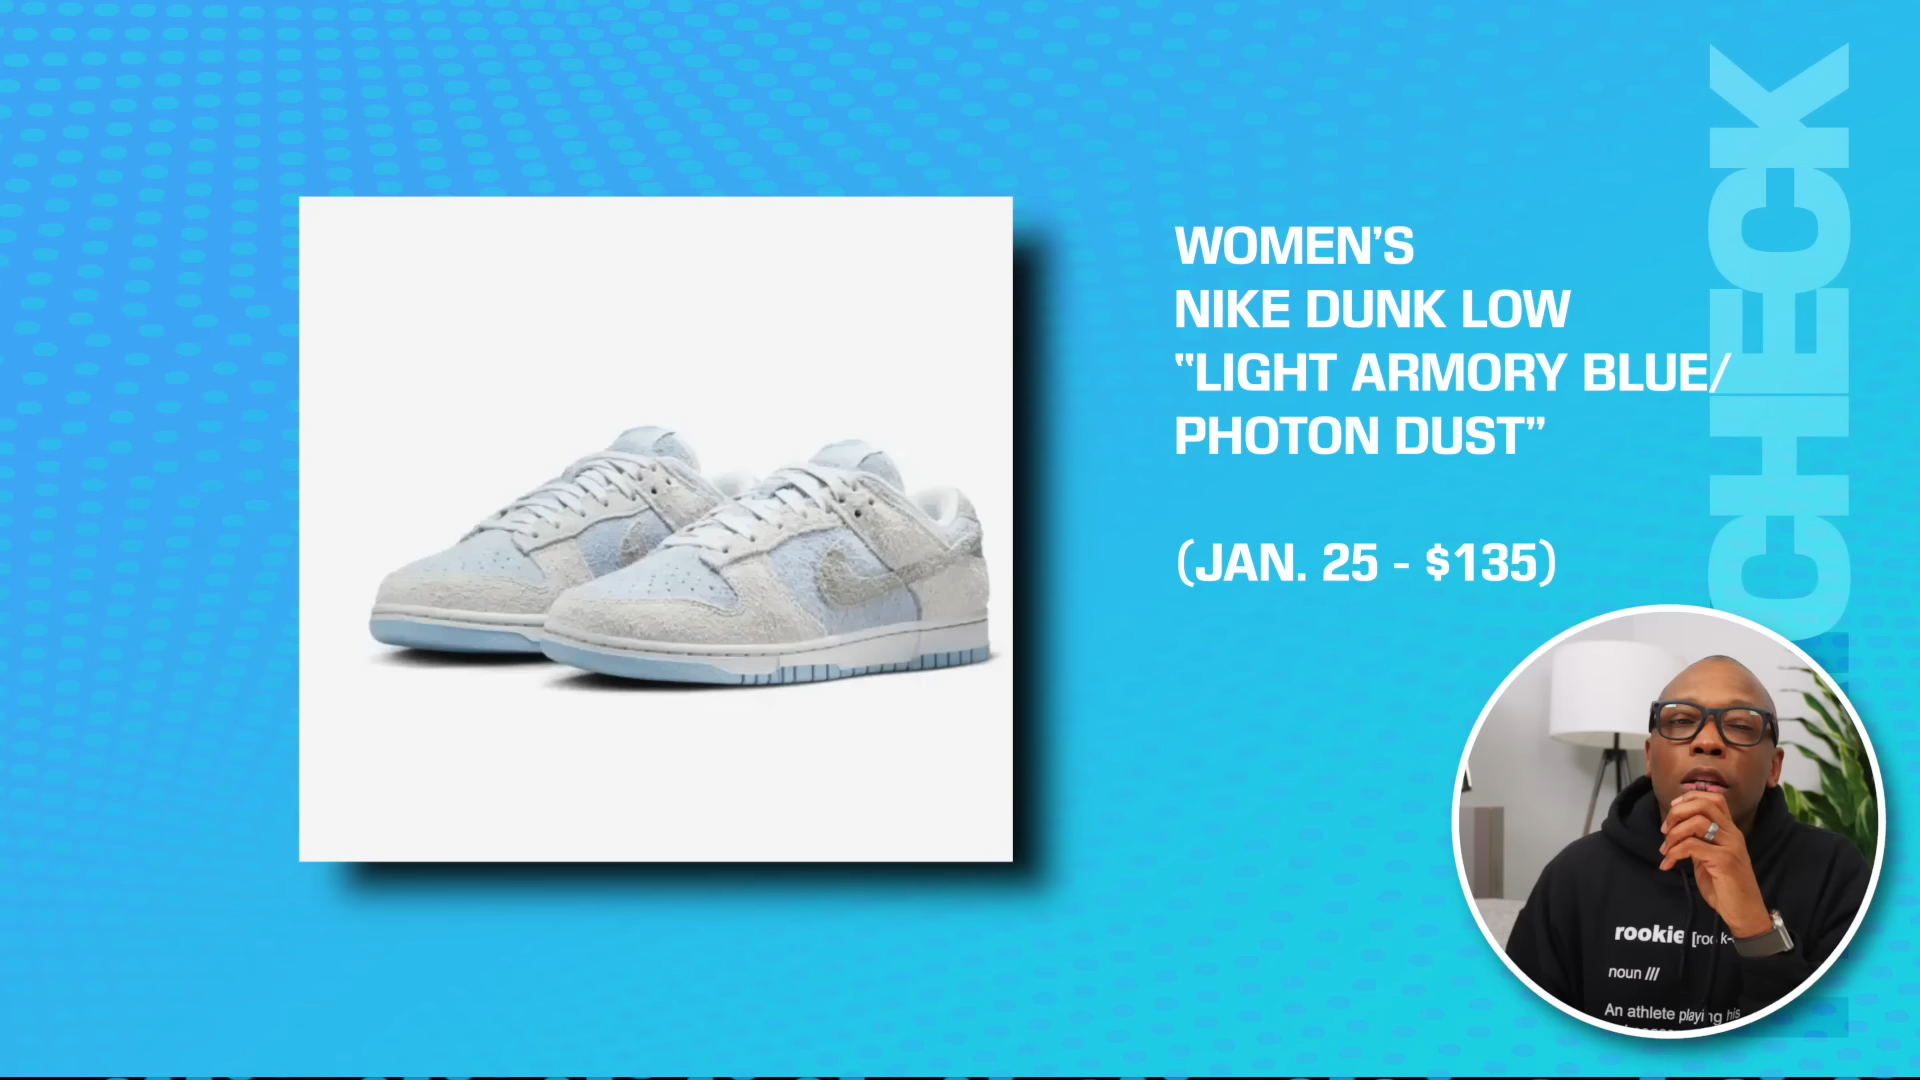 WOMEN’S
NIKE DUNK LOW
“LIGHT ARMORY BLUE/
PHOTON DUST”
(JAN. 25 - $135)
CHECK
rookie
noun ///
An athlete playing his